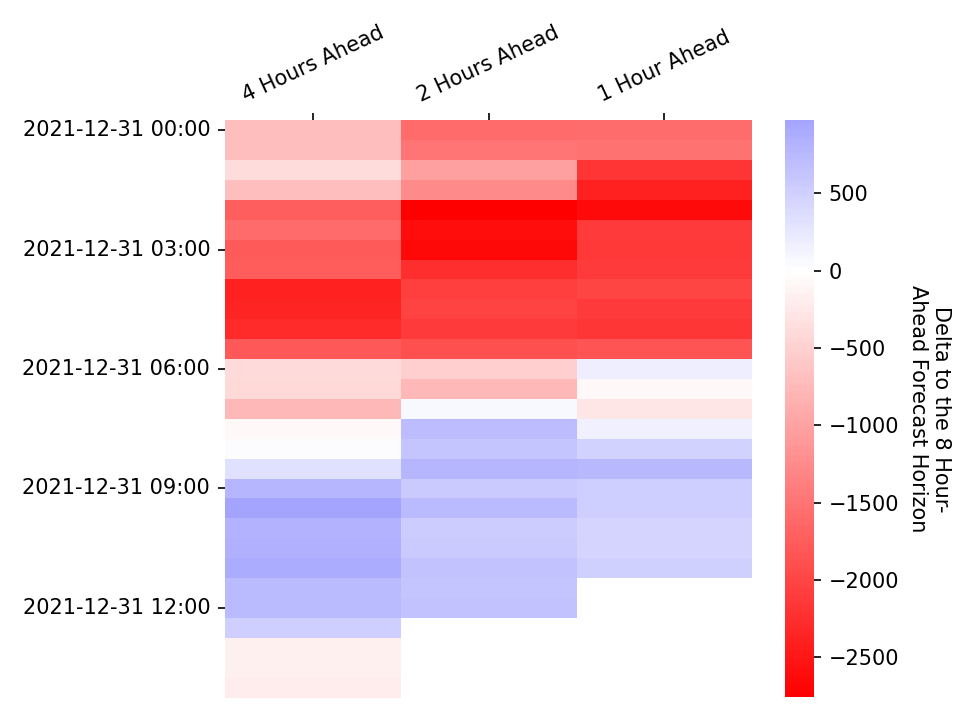 4 Hours Ahead
2 Hours Ahead
1 Hour Ahead
2021-12-31 00:00
2021-12-31 03:00
2021-12-31 06:00
2021-12-31 09:00
2021-12-31 12:00
500
0
−500
−1000
−1500
−2000
−2500
Delta to the 8 Hour-
Ahead Forecast Horizon